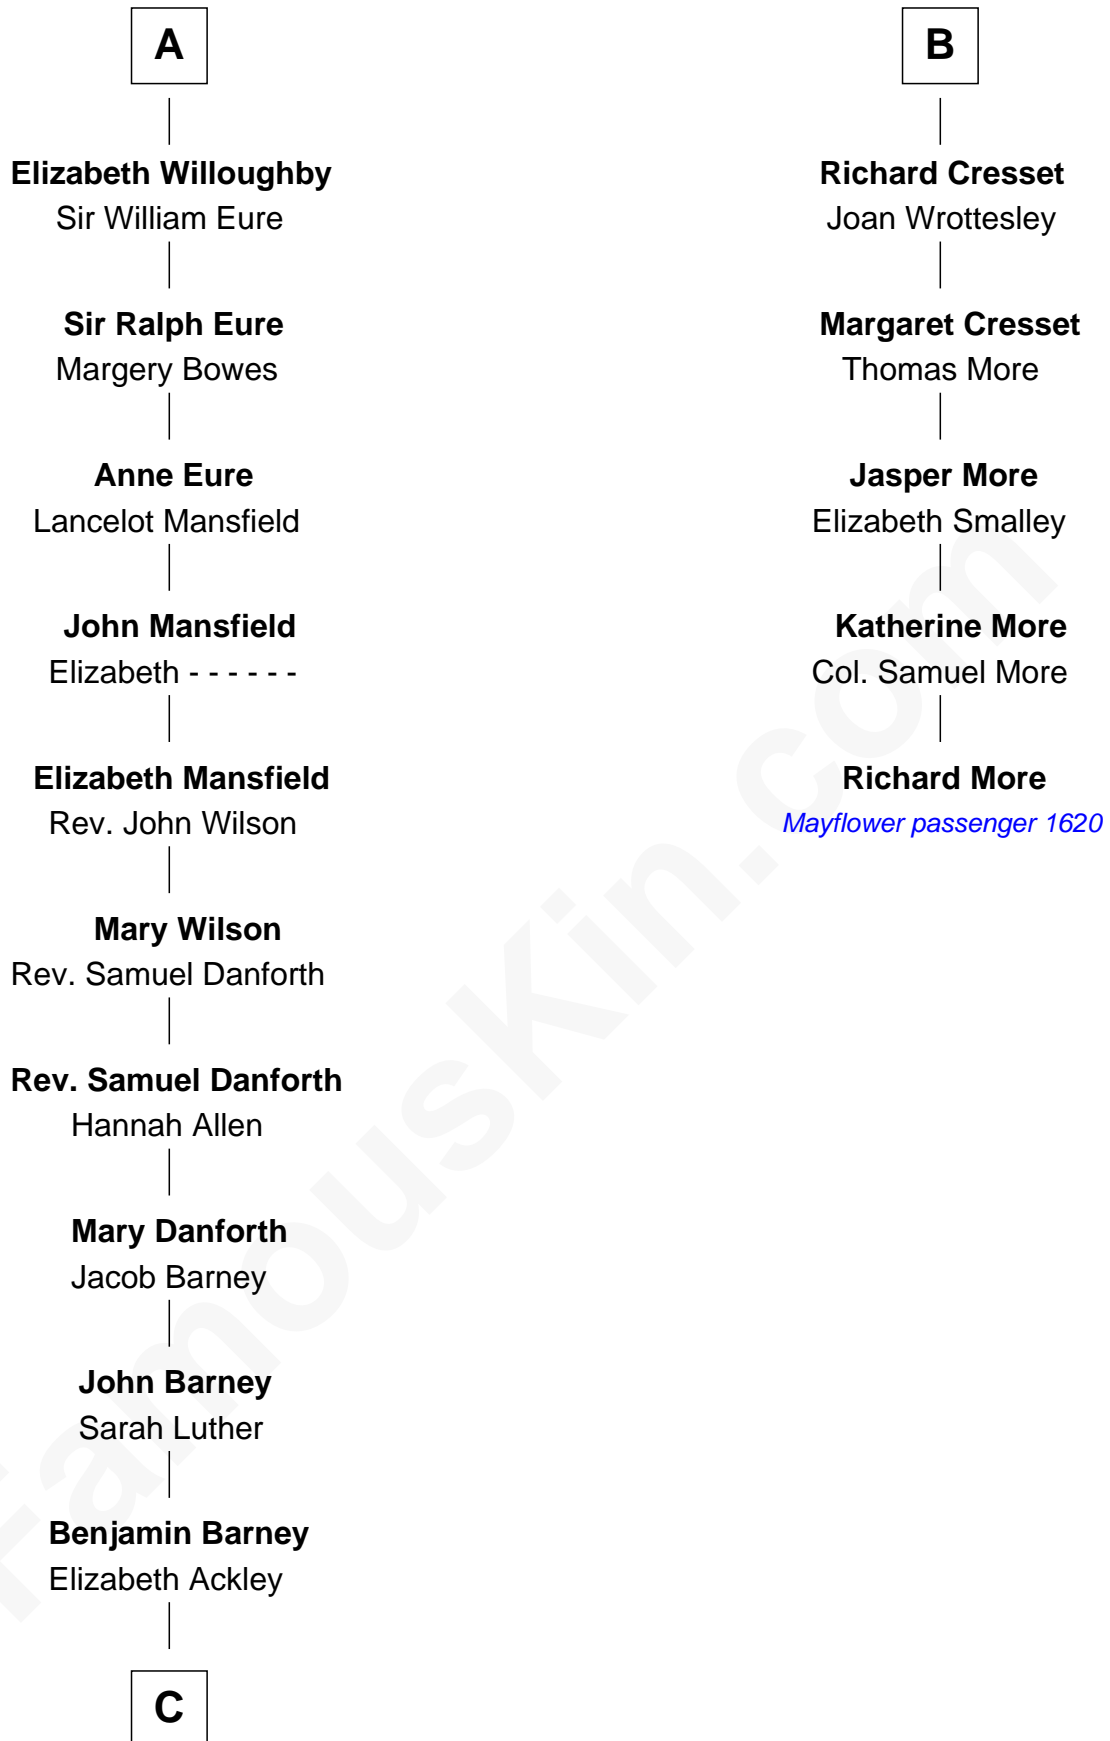 A
Elizabeth Willoughby
Sir William Eure
Sir Ralph Eure
Margery Bowes
Anne Eure
Lancelot Mansfield
John Mansfield
Elizabeth - - - - - -
Elizabeth Mansfield
Rev. John Wilson
Mary Wilson
Rev. Samuel Danforth
Rev. Samuel Danforth
Hannah Allen
Mary Danforth
Jacob Barney
John Barney
Sarah Luther
Benjamin Barney
Elizabeth Ackley
C
B
Richard Cresset
Joan Wrottesley
Margaret Cresset
Thomas More
Jasper More
Elizabeth Smalley
Katherine More
Col. Samuel More
Richard More
Mayflower passenger 1620
FamousKin.com